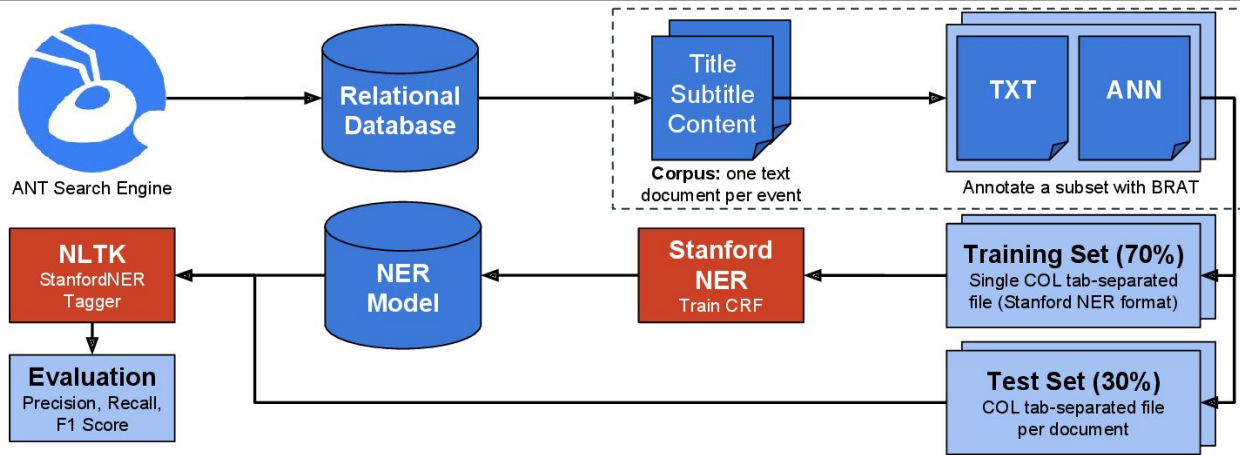 ANT Search Engine
Relational
Database
Title
Subtitle
Content
Corpus: one text
document per event
TXT
ANN
Annotate a subset with BRAT
NLTK
StanfordNER
Tagger
NER
Model
Stanford
NER
Train CRF
Training Set (70%)
Single COL tab-separated
file (Stanford NER format)
Evaluation
Precision, Recall,
F1 Score
Test Set (30%)
COL tab-separated file
per document